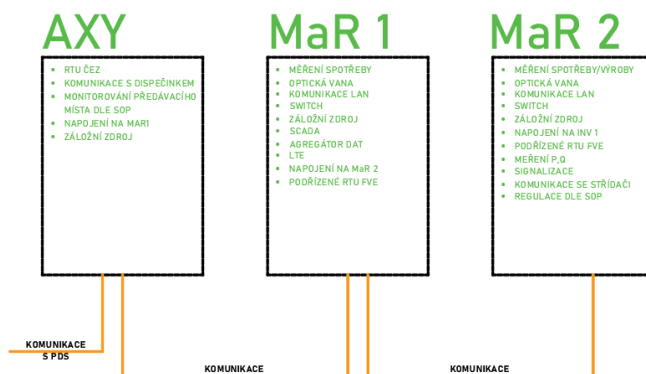 AXY
RTU ČEZ
KOMUNIKACE S DISPEČINKEM
MONITOROVÁNÍ PŘEDÁVACÍHO
MÍSTA DLE SOP
NAPOJENÍ NA MAR1
ZÁLOŽNÍ ZDROJ
MaR 1
MĚŘENÍ SPOTŘEBY
OPTICKÁ VANA
KOMUNIKACE LAN
SWITCH
ZÁLOŽNÍ ZDROJ
SCADA
AGREGÁTOR DAT
LTE
NAPOJENÍ NA MaR 2
PODŘÍZENÉ RTU FVE
MaR 2
MĚŘENÍ SPOTŘEBY/VÝROBY
OPTICKÁ VANA
KOMUNIKACE LAN
SWITCH
ZÁLOŽNÍ ZDROJ
NAPOJENÍ NA INV 1
PODŘÍZENÉ RTU FVE
MEŘENÍ P,Q
SIGNALIZACE
KOMUNIKACE SE STŘÍDAČI
REGULACE DLE SOP
KOMUNIKACE
S PDS
KOMUNIKACE
KOMUNIKACE